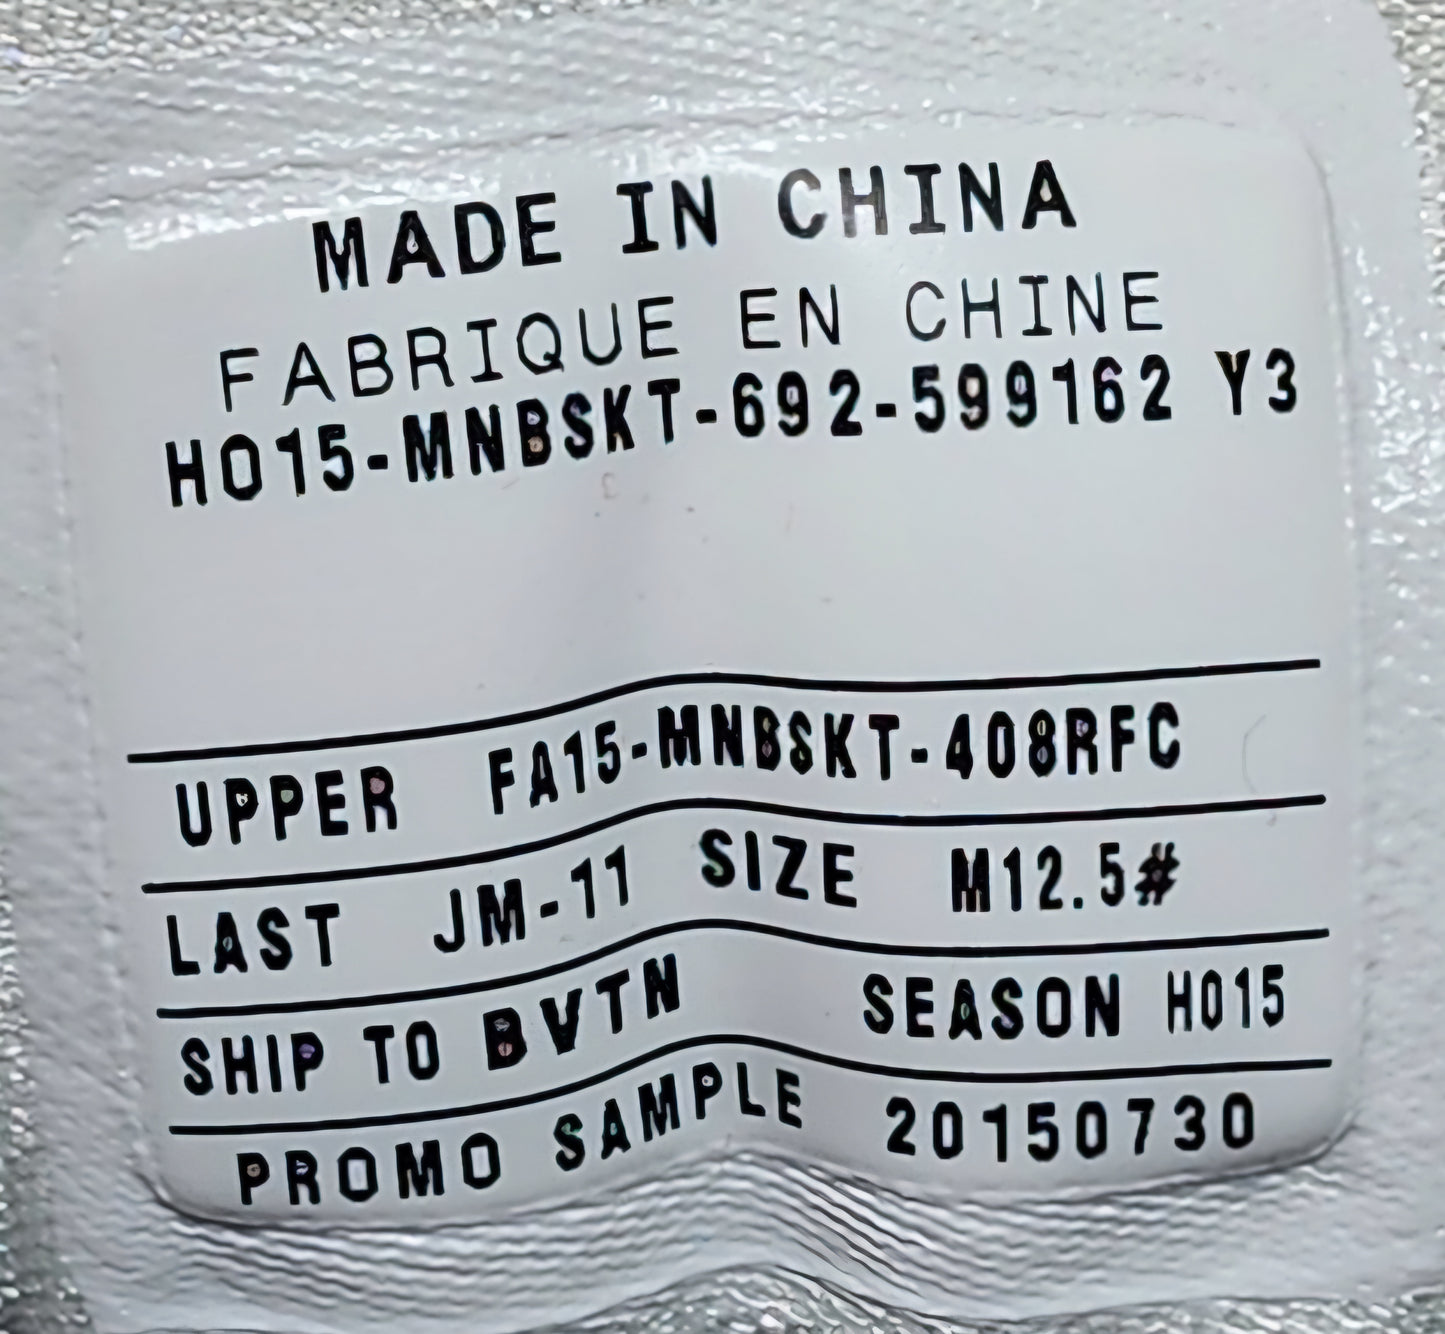 MADE IN CHINA
FABRIQUE EN CHINE
HO15-MNBSKT-692-599162 Y3
UPPER FA15-MNBSKT-408RFC
LAST JM-11 SIZE M12.5#
SHIP TO BVTN SEASON HO15
PROMO SAMPLE 20150730